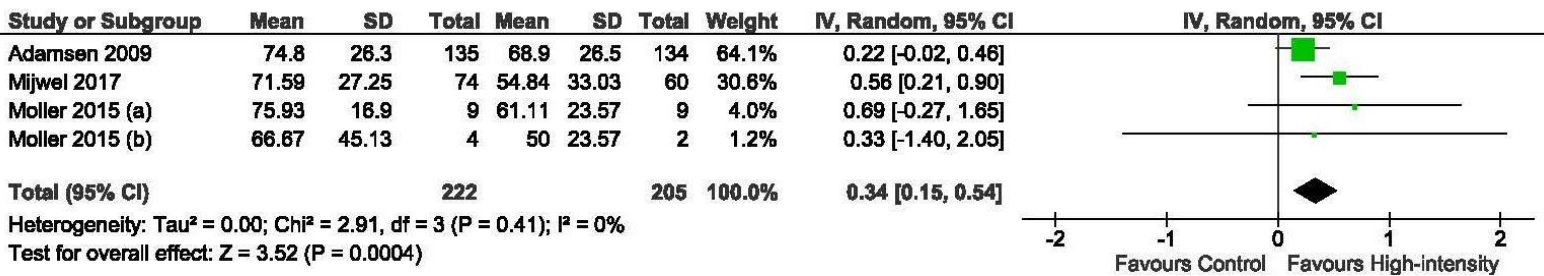 Study or Subgroup Mean SD Total Mean SD Total Weight IV, Random, 95% CI IV, Random, 95% CI
Adamsen 2009 74.8 26.3 135 68.9 26.5 134 64.1% 0.22 [-0.02, 0.46]
Mijwel 2017 71.59 27.25 74 54.84 33.03 60 30.6% 0.56 [0.21, 0.90]
Moller 2015 (a) 75.93 16.9 9 61.11 23.57 9 4.0% 0.69 [-0.27, 1.65]
Moller 2015 (b) 66.67 45.13 4 50 23.57 2 1.2% 0.33 [-1.40, 2.05]
Total (95% CI) 222 205 100.0% 0.34 [0.15, 0.54]
Heterogeneity: Tau² = 0.00; Chi² = 2.91, df = 3 (P = 0.41); I² = 0%
Test for overall effect: Z = 3.52 (P = 0.0004)
-2 -1 0 1 2
Favours Control Favours High-intensity